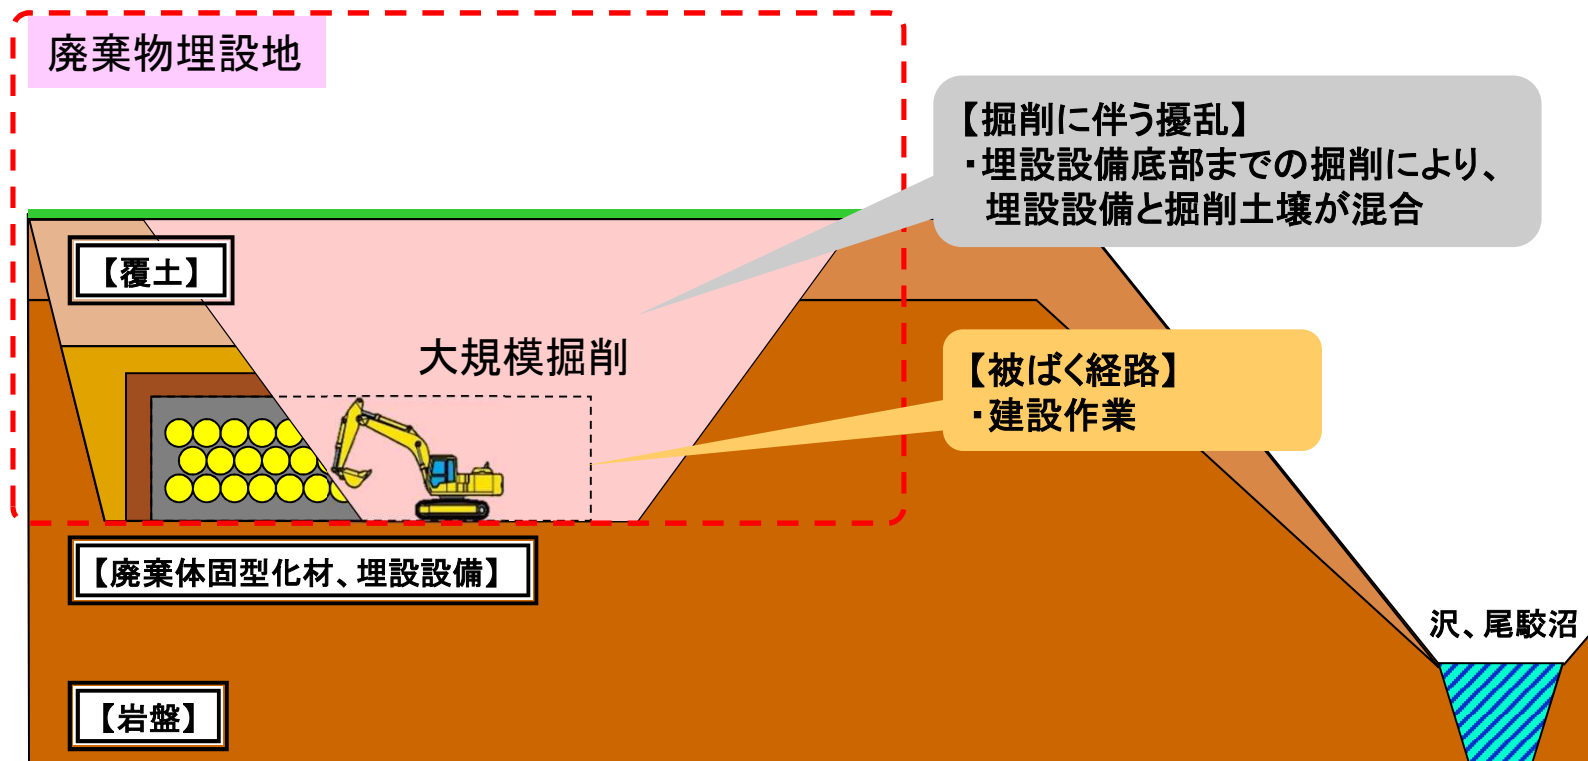 廃棄物埋設地
【掘削に伴う擾乱】
・埋設設備底部までの掘削により、
埋設設備と掘削土壌が混合
【覆土】
大規模掘削
【被ばく経路】
・建設作業
【廃棄体固型化材、埋設設備】
沢、尾駮沼
【岩盤】